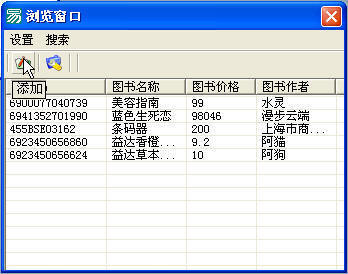 浏览窗口
设置 搜索
添加
图书名称 图书价格 图书作者
6900077040739 美容指南 99 水灵
6941352701990 蓝色生死恋 98046 漫步云端
455BSE03162 条码器 200 上海市商...
6923450656860 益达香橙... 9.2 阿猫
6923450656624 益达草本... 10 阿狗